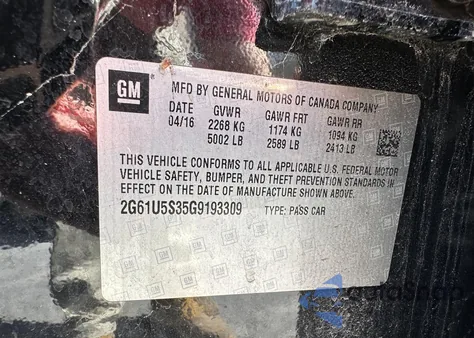 GM
MFD BY GENERAL MOTORS OF CANADA COMPANY
DATE GVWR GAWR FRT GAWR RR
04/16 2268 KG 1174 KG 1094 KG
5002 LB 2589 LB 2413 LB
THIS VEHICLE CONFORMS TO ALL APPLICABLE U.S. FEDERAL MOTOR
VEHICLE SAFETY, BUMPER, AND THEFT PREVENTION STANDARDS IN
EFFECT ON THE DATE OF MANUFACTURE SHOWN ABOVE.
2G61U5S35G9193309 TYPE: PASS CAR
autoSnap